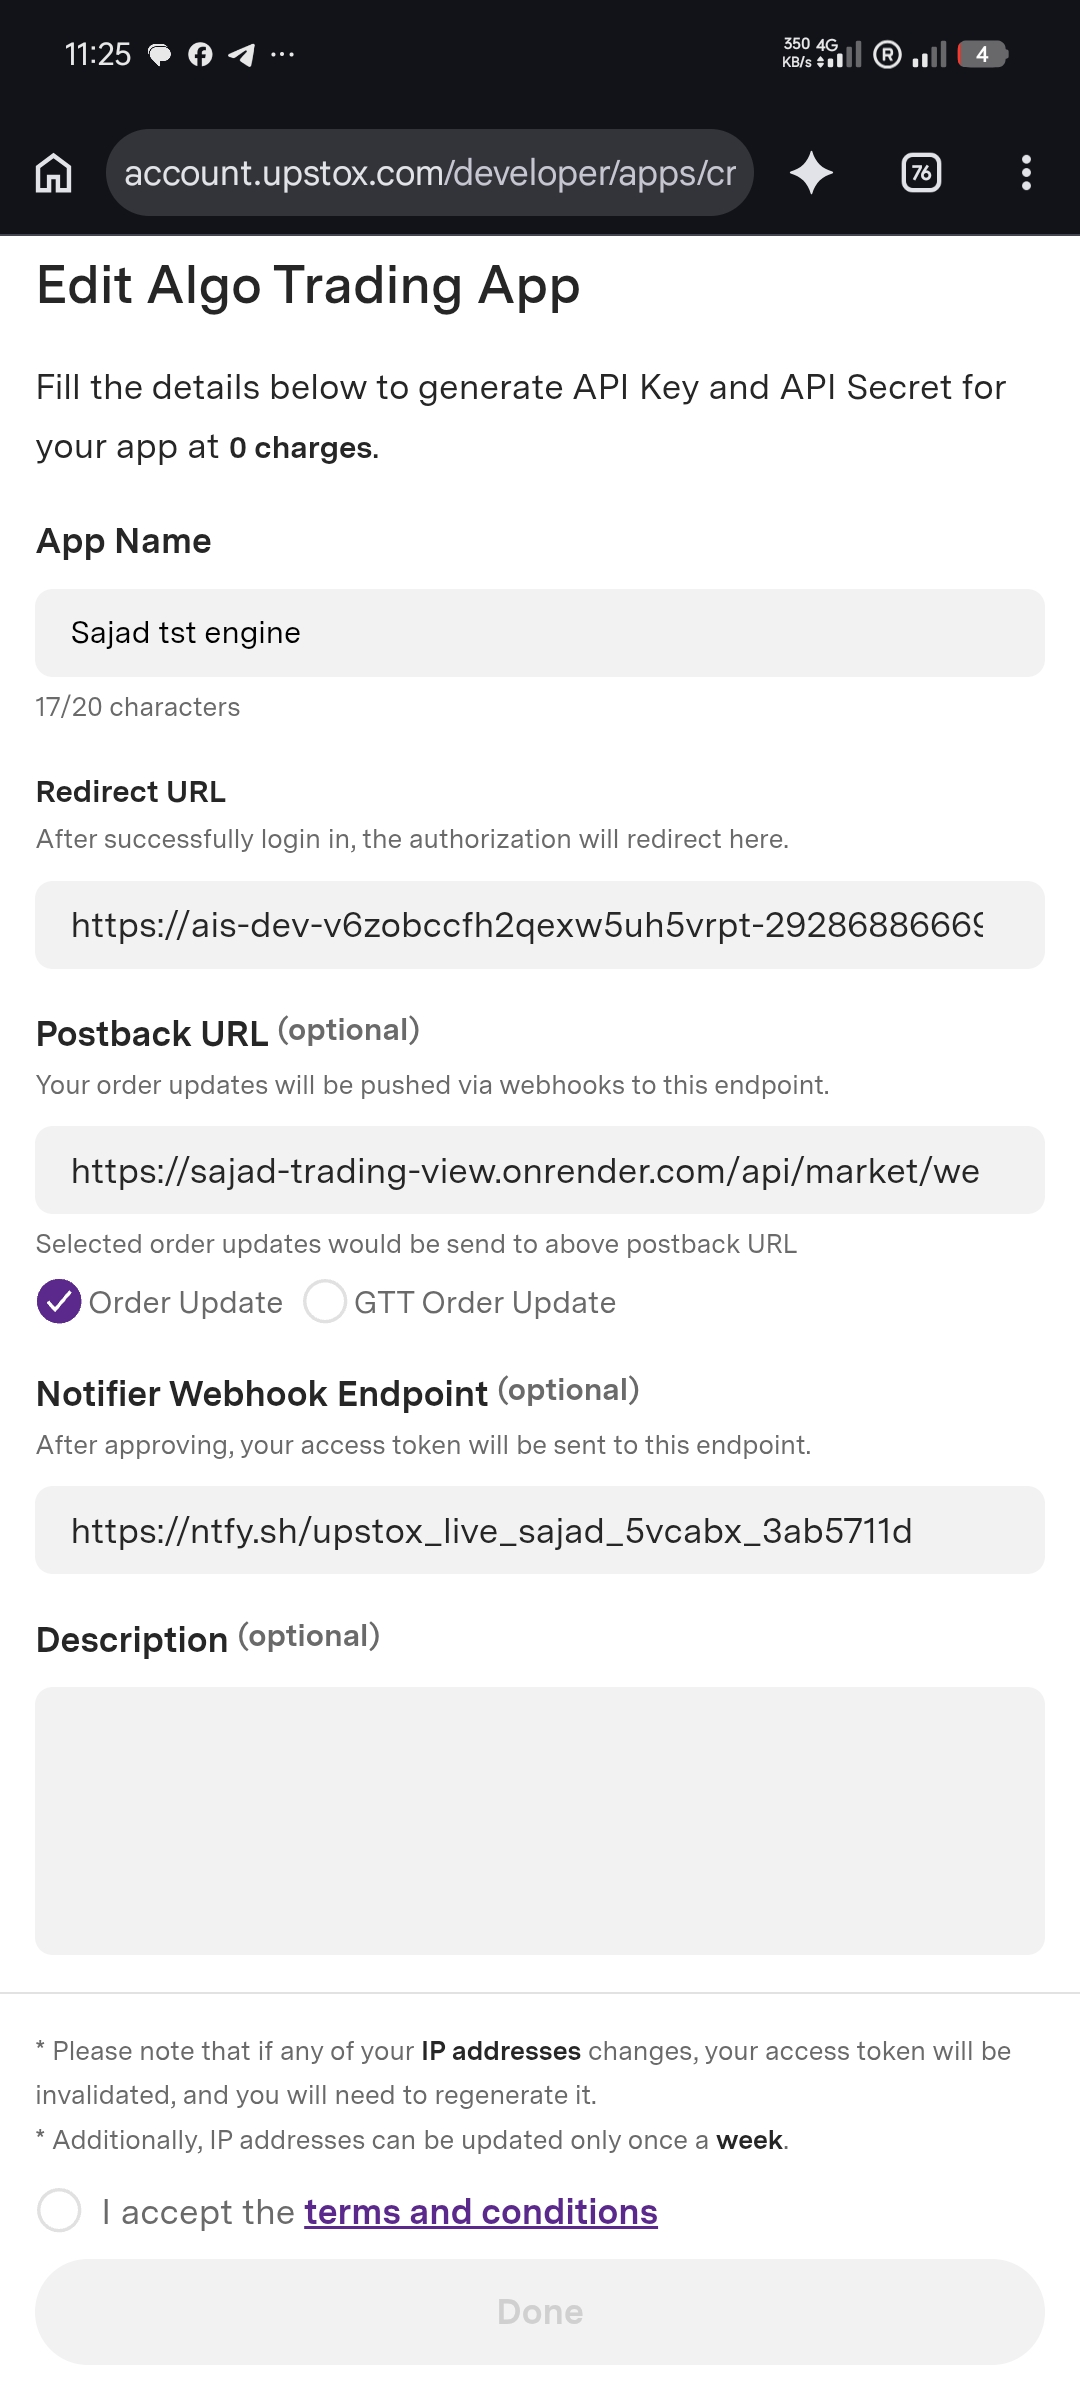 11:25
350 KB/s 4G R 4
account.upstox.com/developer/apps/cr
76
Edit Algo Trading App
Fill the details below to generate API Key and API Secret for
your app at 0 charges.
App Name
Sajad tst engine
17/20 characters
Redirect URL
After successfully login in, the authorization will redirect here.
https://ais-dev-v6zobccfh2qexw5uh5vrpt-29286886669
Postback URL (optional)
Your order updates will be pushed via webhooks to this endpoint.
https://sajad-trading-view.onrender.com/api/market/we
Selected order updates would be send to above postback URL
Order Update GTT Order Update
Notifier Webhook Endpoint (optional)
After approving, your access token will be sent to this endpoint.
https://ntfy.sh/upstox_live_sajad_5vcabx_3ab5711d
Description (optional)
* Please note that if any of your IP addresses changes, your access token will be
invalidated, and you will need to regenerate it.
* Additionally, IP addresses can be updated only once a week.
I accept the terms and conditions
Done